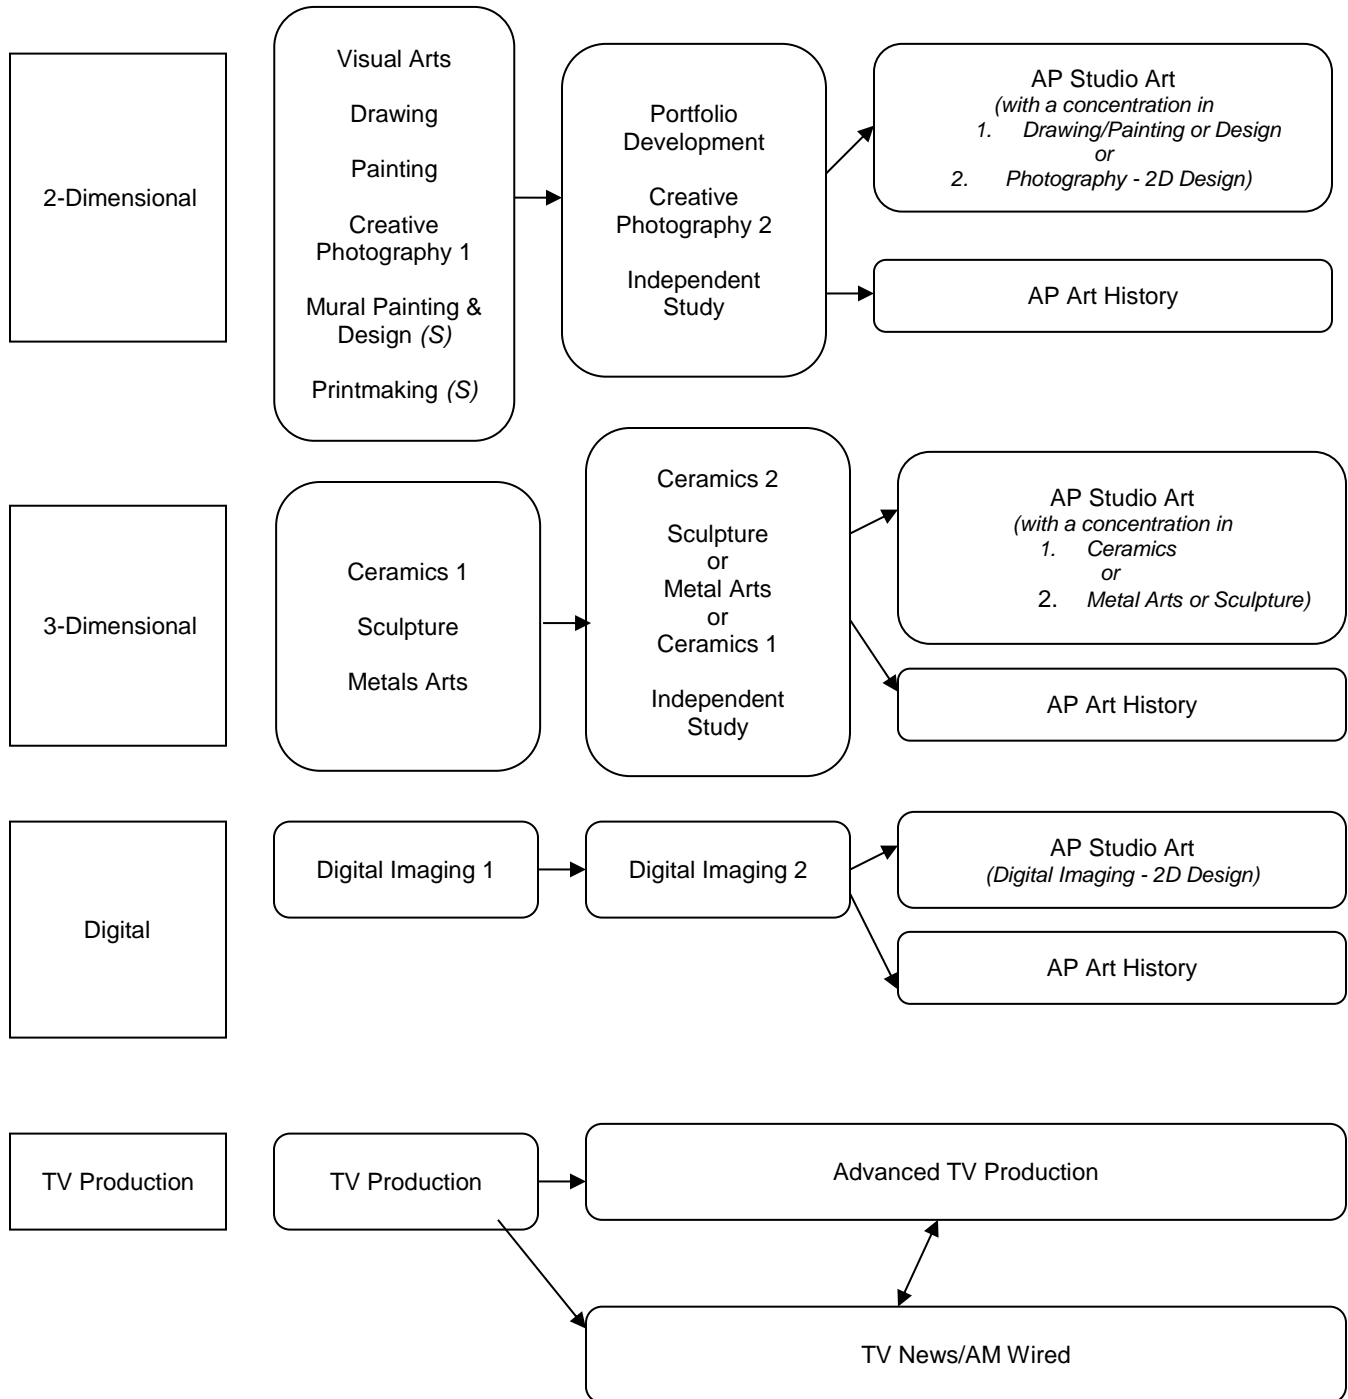 2-Dimensional
Visual Arts
Drawing
Painting
Creative
Photography 1
Mural Painting &
Design (S)
Printmaking (S)
Portfolio
Development
Creative
Photography 2
Independent
Study
AP Studio Art
(with a concentration in
1. Drawing/Painting or Design
or
2. Photography - 2D Design)
AP Art History
3-Dimensional
Ceramics 1
Sculpture
Metals Arts
Ceramics 2
Sculpture
or
Metal Arts
or
Ceramics 1
Independent
Study
AP Studio Art
(with a concentration in
1. Ceramics
or
2. Metal Arts or Sculpture)
AP Art History
Digital
Digital Imaging 1
Digital Imaging 2
AP Studio Art
(Digital Imaging - 2D Design)
AP Art History
TV Production
TV Production
Advanced TV Production
TV News/AM Wired